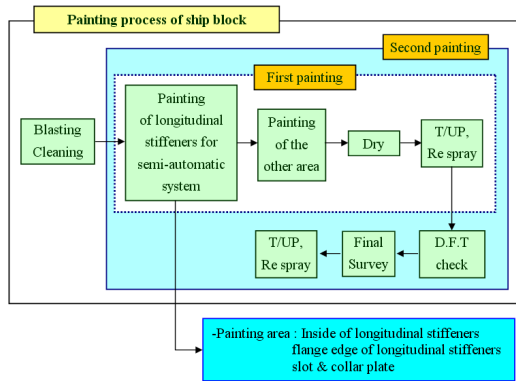 Painting process of ship block
Second painting
First painting
Blasting
Cleaning
Painting
of longitudinal
stiffeners for
semi-automatic
system
Painting
of the
other area
Dry
T/UP,
Re spray
D.F.T
check
Final
Survey
T/UP,
Re spray
-Painting area : Inside of longitudinal stiffeners
flange edge of longitudinal stiffeners
slot & collar plate